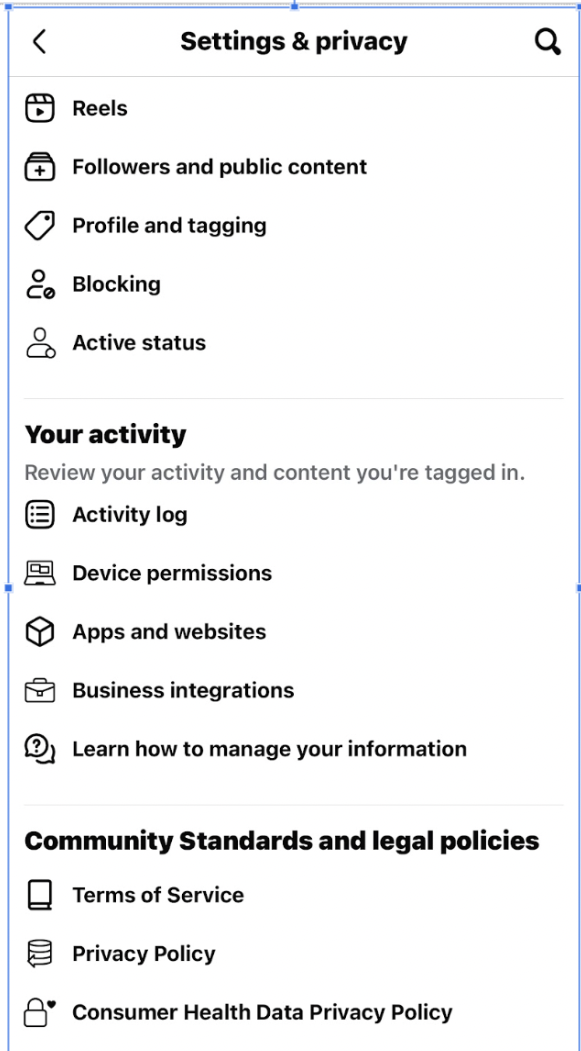 Settings & privacy
Reels
Followers and public content
Profile and tagging
Blocking
Active status
Your activity
Review your activity and content you're tagged in.
Activity log
Device permissions
Apps and websites
Business integrations
Learn how to manage your information
Community Standards and legal policies
Terms of Service
Privacy Policy
Consumer Health Data Privacy Policy